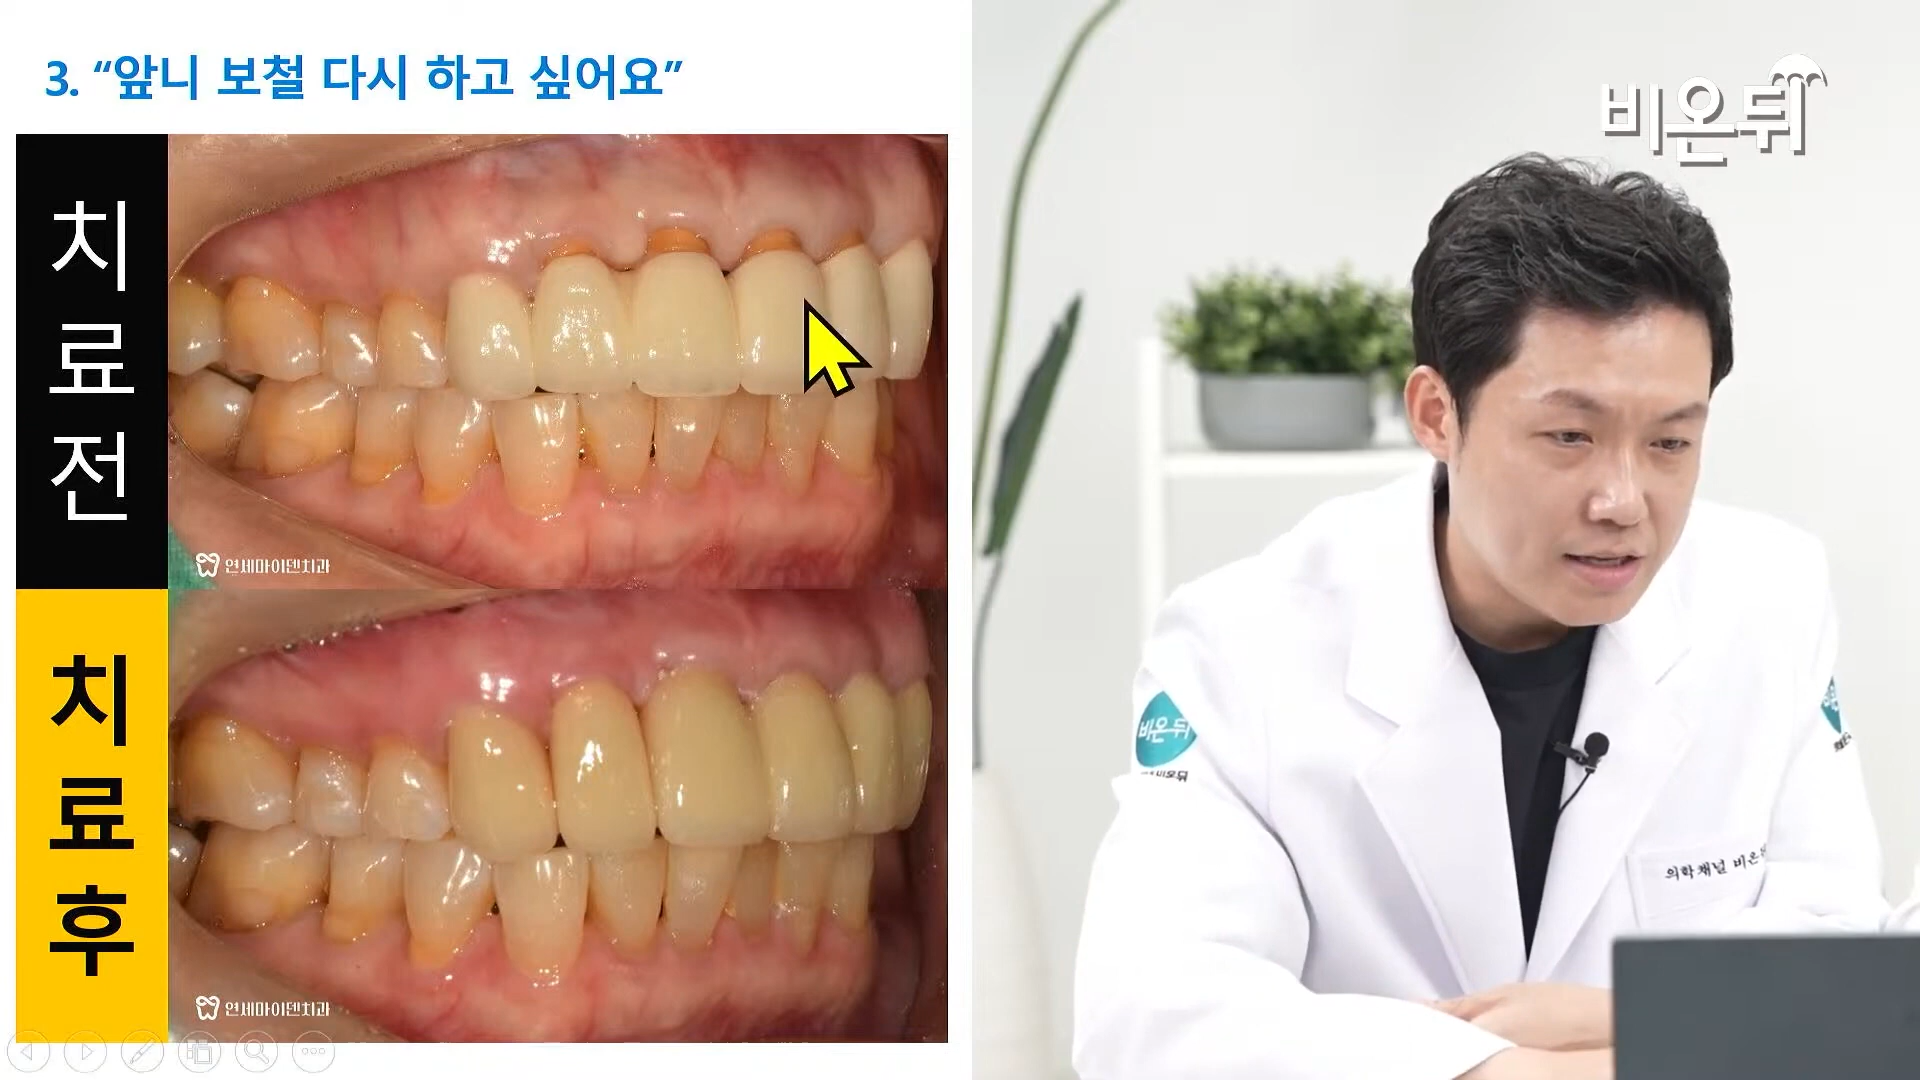 3. “앞니 보철 다시 하고 싶어요”
치료전
연세마이덴치과
치료후
연세마이덴치과
비온뒤
비온뒤
의학채널 비온